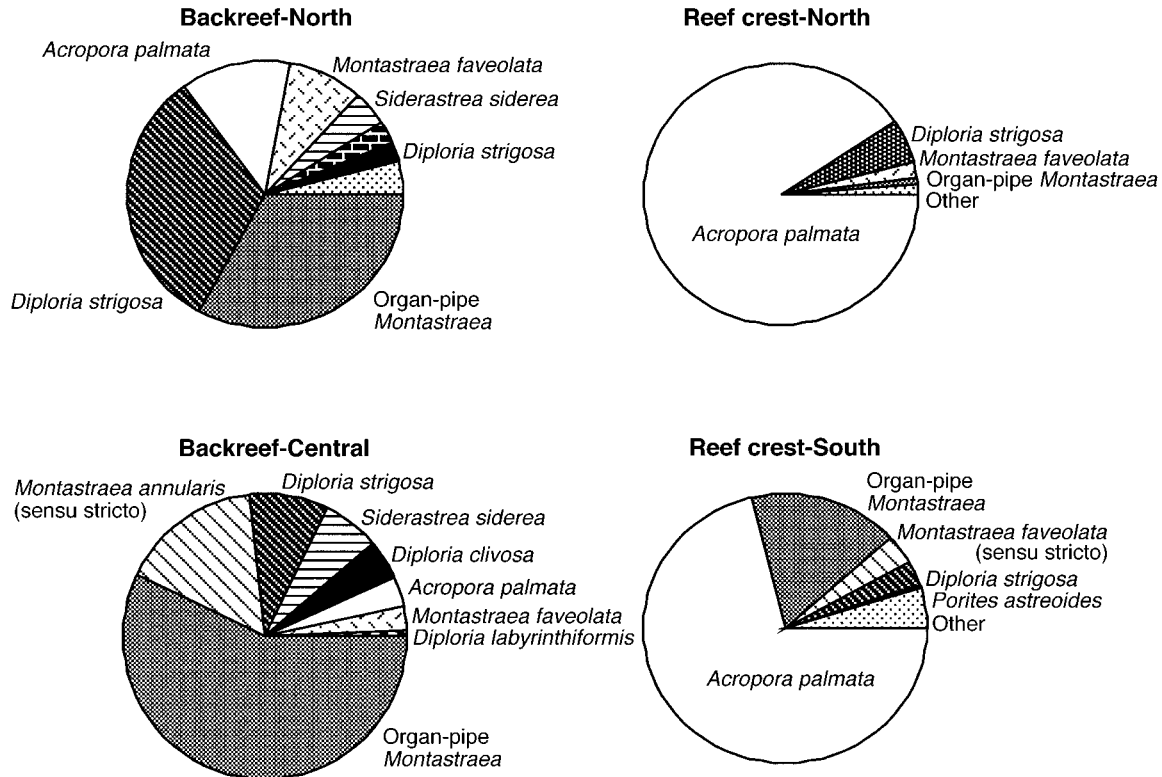 Backreef-North
Acropora palmata
Montastraea faveolata
Siderastrea siderea
Diploria strigosa
Diploria strigosa
Organ-pipe
Montastraea
Reef crest-North
Diploria strigosa
Montastraea faveolata
Organ-pipe Montastraea
Other
Acropora palmata
Backreef-Central
Montastraea annularis
(sensu stricto)
Diploria strigosa
Siderastrea siderea
Diploria clivosa
Acropora palmata
Montastraea faveolata
Diploria labyrinthiformis
Organ-pipe
Montastraea
Reef crest-South
Organ-pipe
Montastraea
Montastraea faveolata
(sensu stricto)
Diploria strigosa
Porites astreoides
Other
Acropora palmata